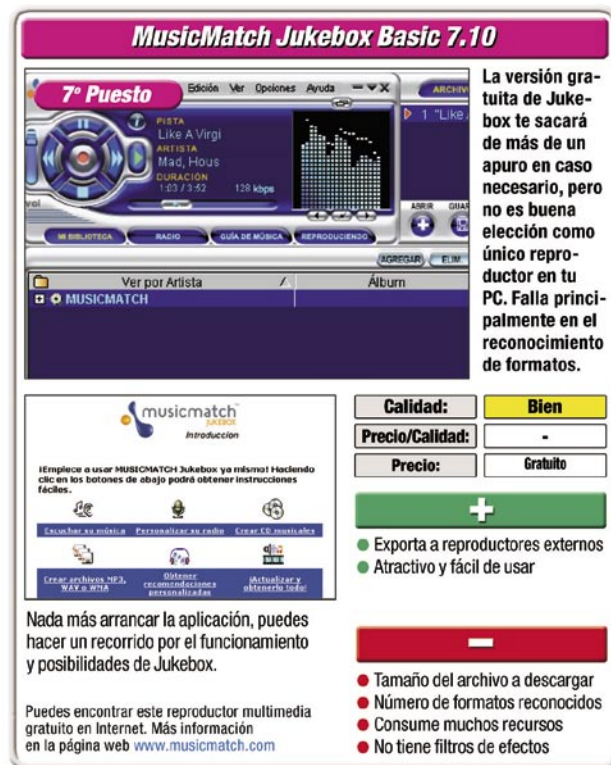 MusicMatch Jukebox Basic 7.10
7º Puesto
Edición Ver Opciones Ayuda
PISTA
Like A Virgi
ARTISTA
Mad, Hous
DURACIÓN
1:03 / 3:52 128 kbps
ARCHIVO
1 "Like A
ABRIR GUAR
vol
MI BIBLIOTECA RADIO GUÍA DE MÚSICA REPRODUCIENDO
AGREGAR ELIM
Ver por Artista Álbum
MUSICMATCH
La versión gra-
tuita de Juke-
box te sacará
de más de un
apuro en caso
necesario, pero
no es buena
elección como
único repro-
ductor en tu
PC. Falla princi-
palmente en el
reconocimiento
de formatos.
musicmatch
JUKEBOX
Introduccion
¡Empiece a usar MUSICMATCH Jukebox ya mismo! Haciendo
clic en los botones de abajo podrá obtener instrucciones
fáciles.
Escuchar su música Personalizar su radio Crear CD musicales
Crear archivos MP3,
WAV o WMA
Obtener
recomendaciones
personalizadas
¡Actualizar y
obtenerlo todo!
Nada más arrancar la aplicación, puedes
hacer un recorrido por el funcionamiento
y posibilidades de Jukebox.
Puedes encontrar este reproductor multimedia
gratuito en Internet. Más información
en la página web www.musicmatch.com
Calidad: Bien
Precio/Calidad: -
Precio: Gratuito
+
Exporta a reproductores externos
Atractivo y fácil de usar
-
Tamaño del archivo a descargar
Número de formatos reconocidos
Consume muchos recursos
No tiene filtros de efectos